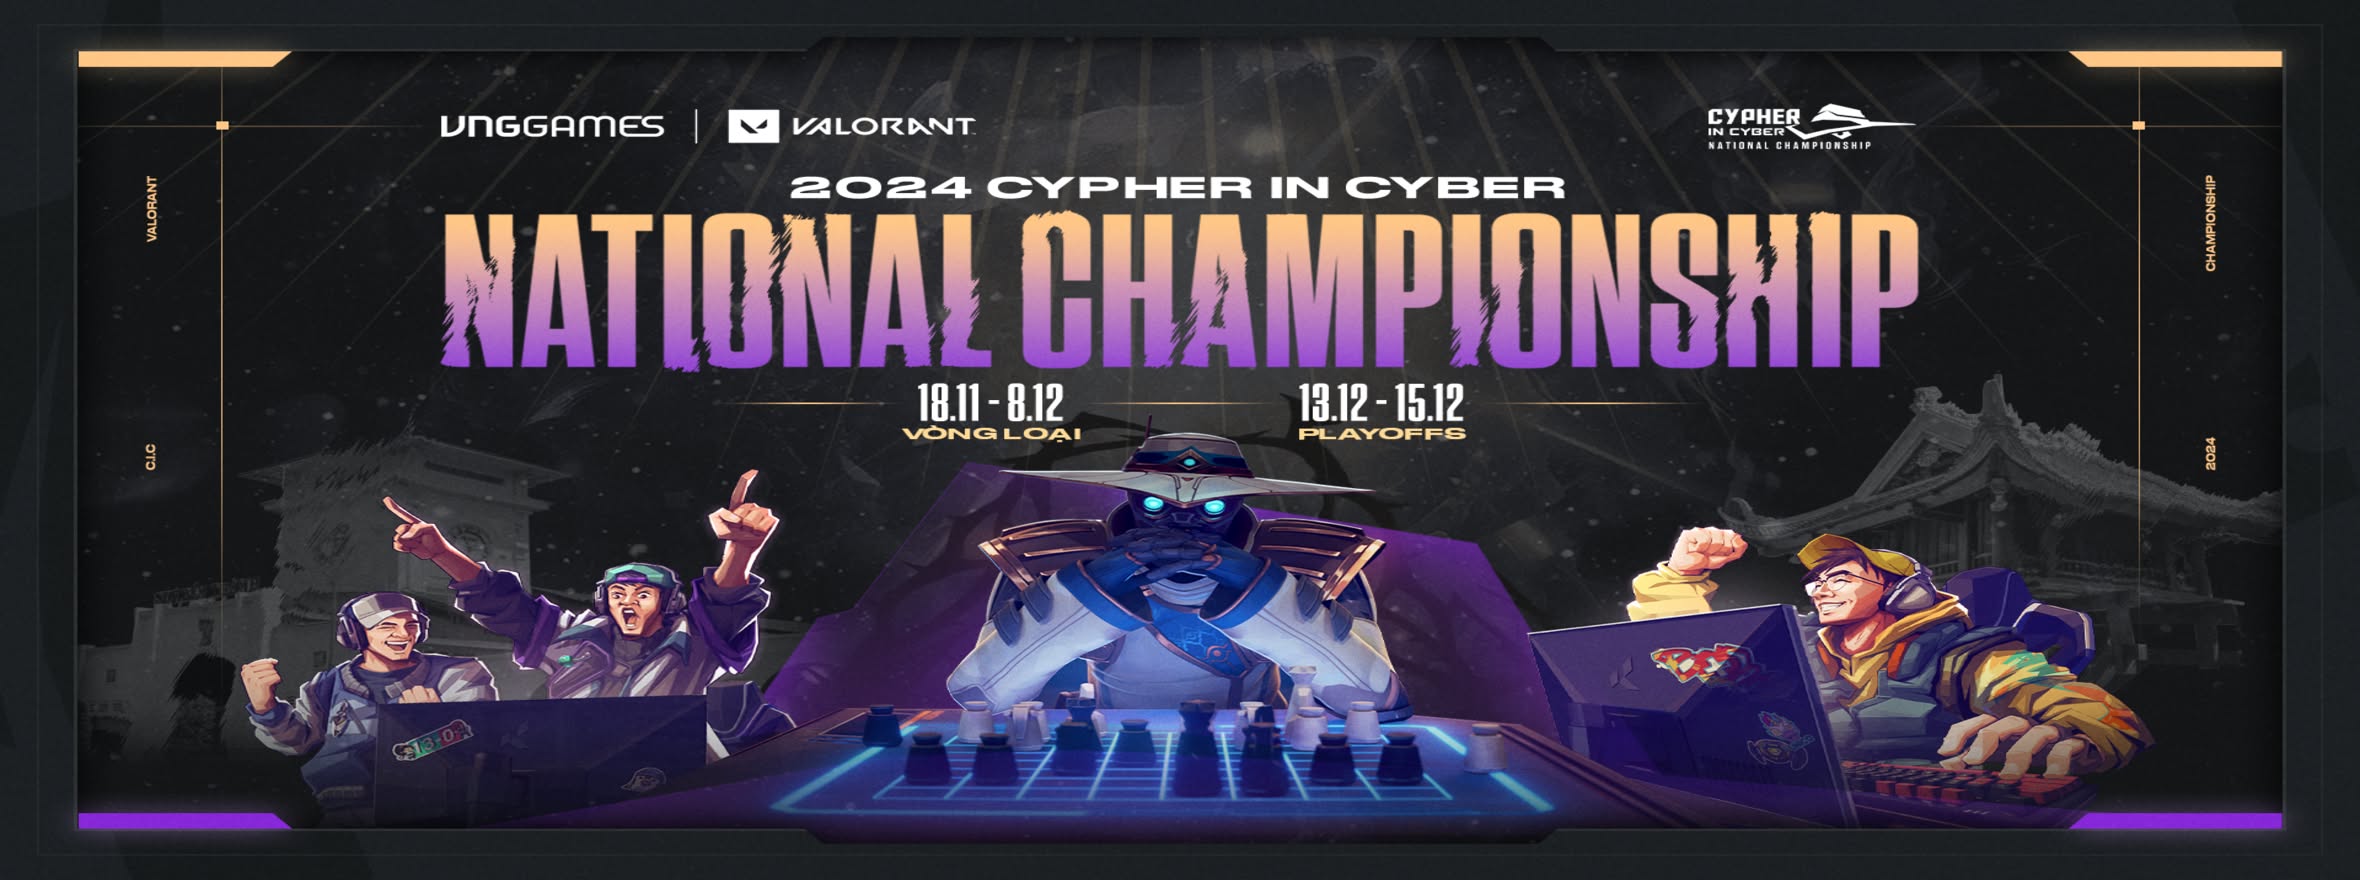 VNGGAMES | VALORANT
CYPHER
IN CYBER
NATIONAL CHAMPIONSHIP
2024 CYPHER IN CYBER
NATIONAL CHAMPIONSHIP
18.11 - 8.12
VÒNG LOẠI
13.12 - 15.12
PLAYOFFS
VALORANT
C.I.C
CHAMPIONSHIP
2024